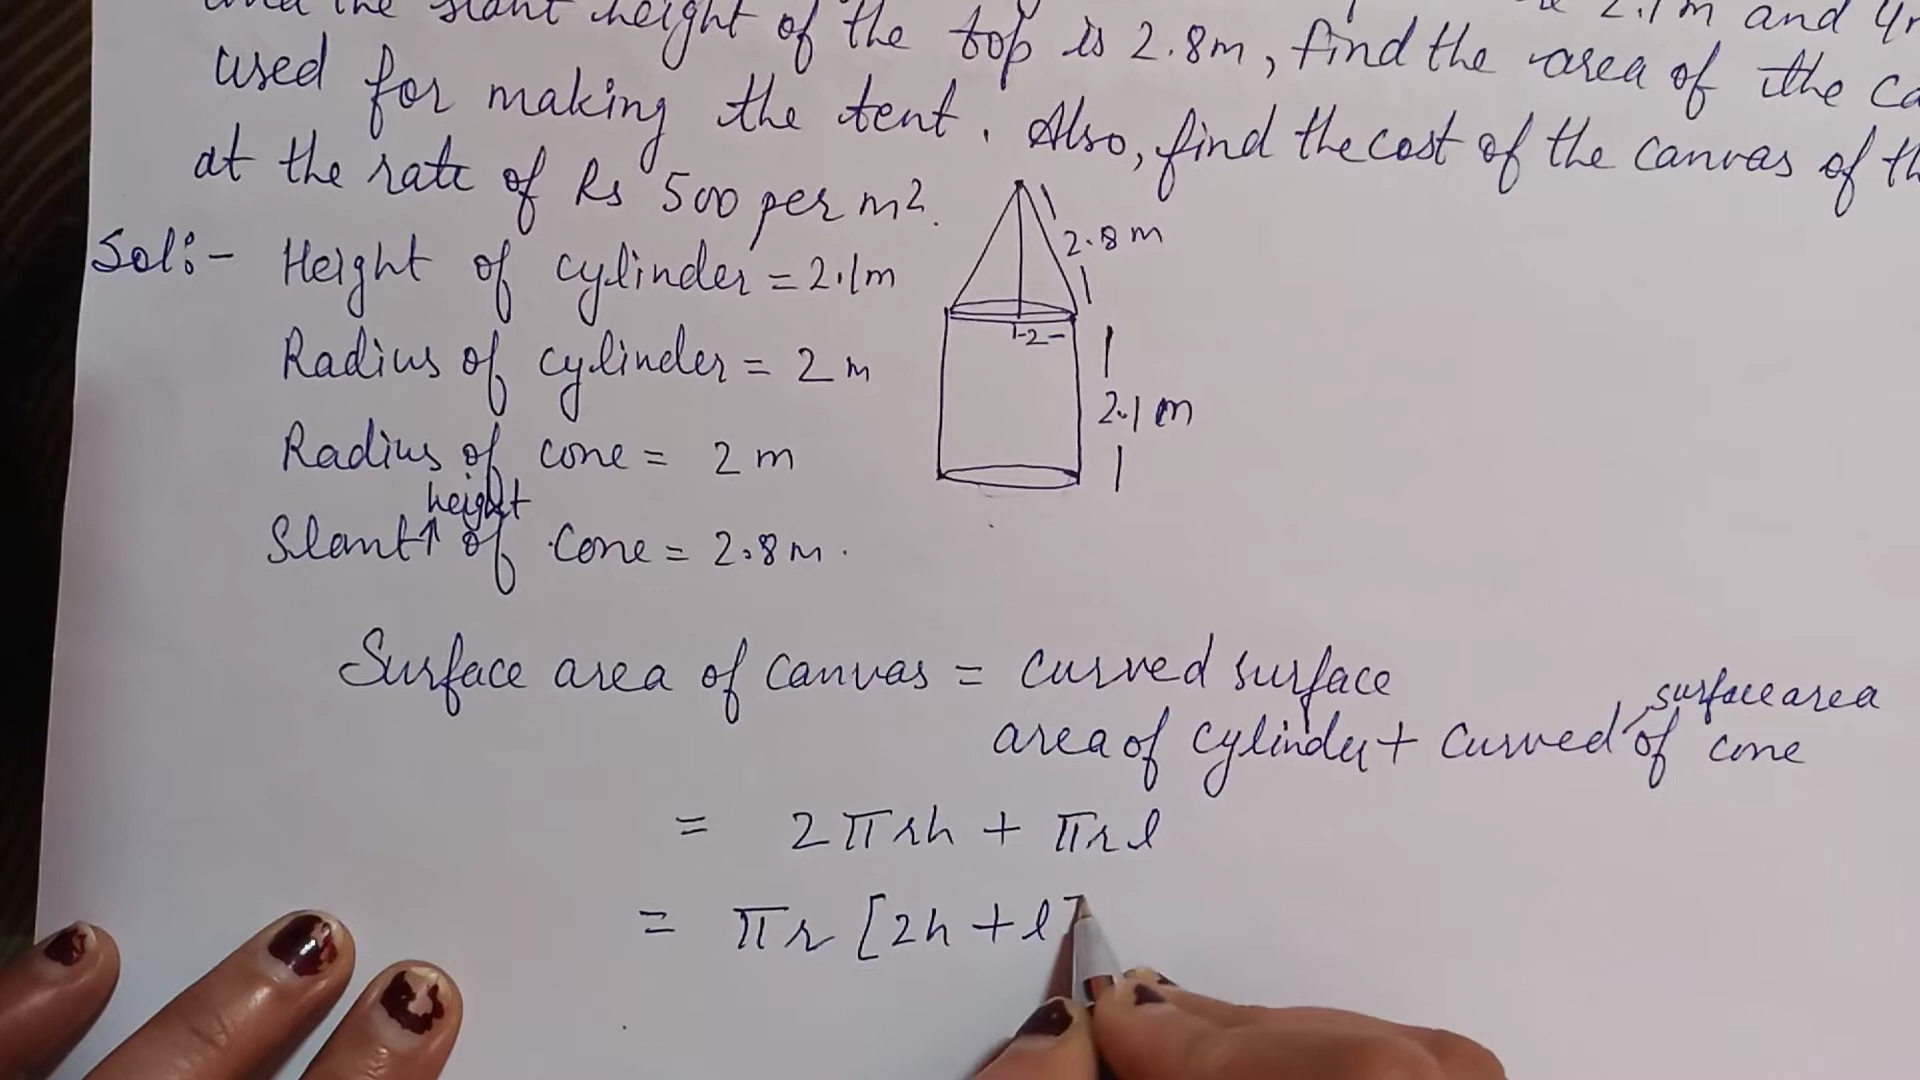 and the slant height of the top is 2.8m, find the area of the
used for making the tent. Also, find the cost of the canvas of
at the rate of Rs 500 per m2.
Sol:- Height of cylinder = 2.1m
Radius of cylinder = 2 m
Radius of cone = 2 m
Slant height of cone = 2.8 m.
2.8 m
2
2.1 m
Surface area of canvas = curved surface
area of cylinder + curved surface area of cone
= 2πrh + πrl
= πr [2h + l]